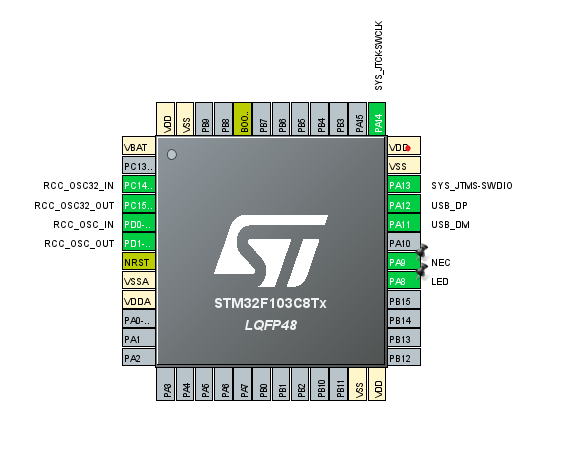 SYS_JTCK-SWCLK
VDD
VSS
PB9
PB8
BOO..
PB7
PB6
PB5
PB4
PB3
PA15
PA14
VBAT
PC13..
RCC_OSC32_IN PC14..
RCC_OSC32_OUT PC15..
RCC_OSC_IN PD0-..
RCC_OSC_OUT PD1-..
NRST
VSSA
VDDA
PA0-..
PA1
PA2
ST
STM32F103C8Tx
LQFP48
VDD
VSS
PA13 SYS_JTMS-SWDIO
PA12 USB_DP
PA11 USB_DM
PA10
PA9 NEC
PA8 LED
PB15
PB14
PB13
PB12
PA3
PA4
PA5
PA6
PA7
PB0
PB1
PB2
PB10
PB11
VSS
VDD